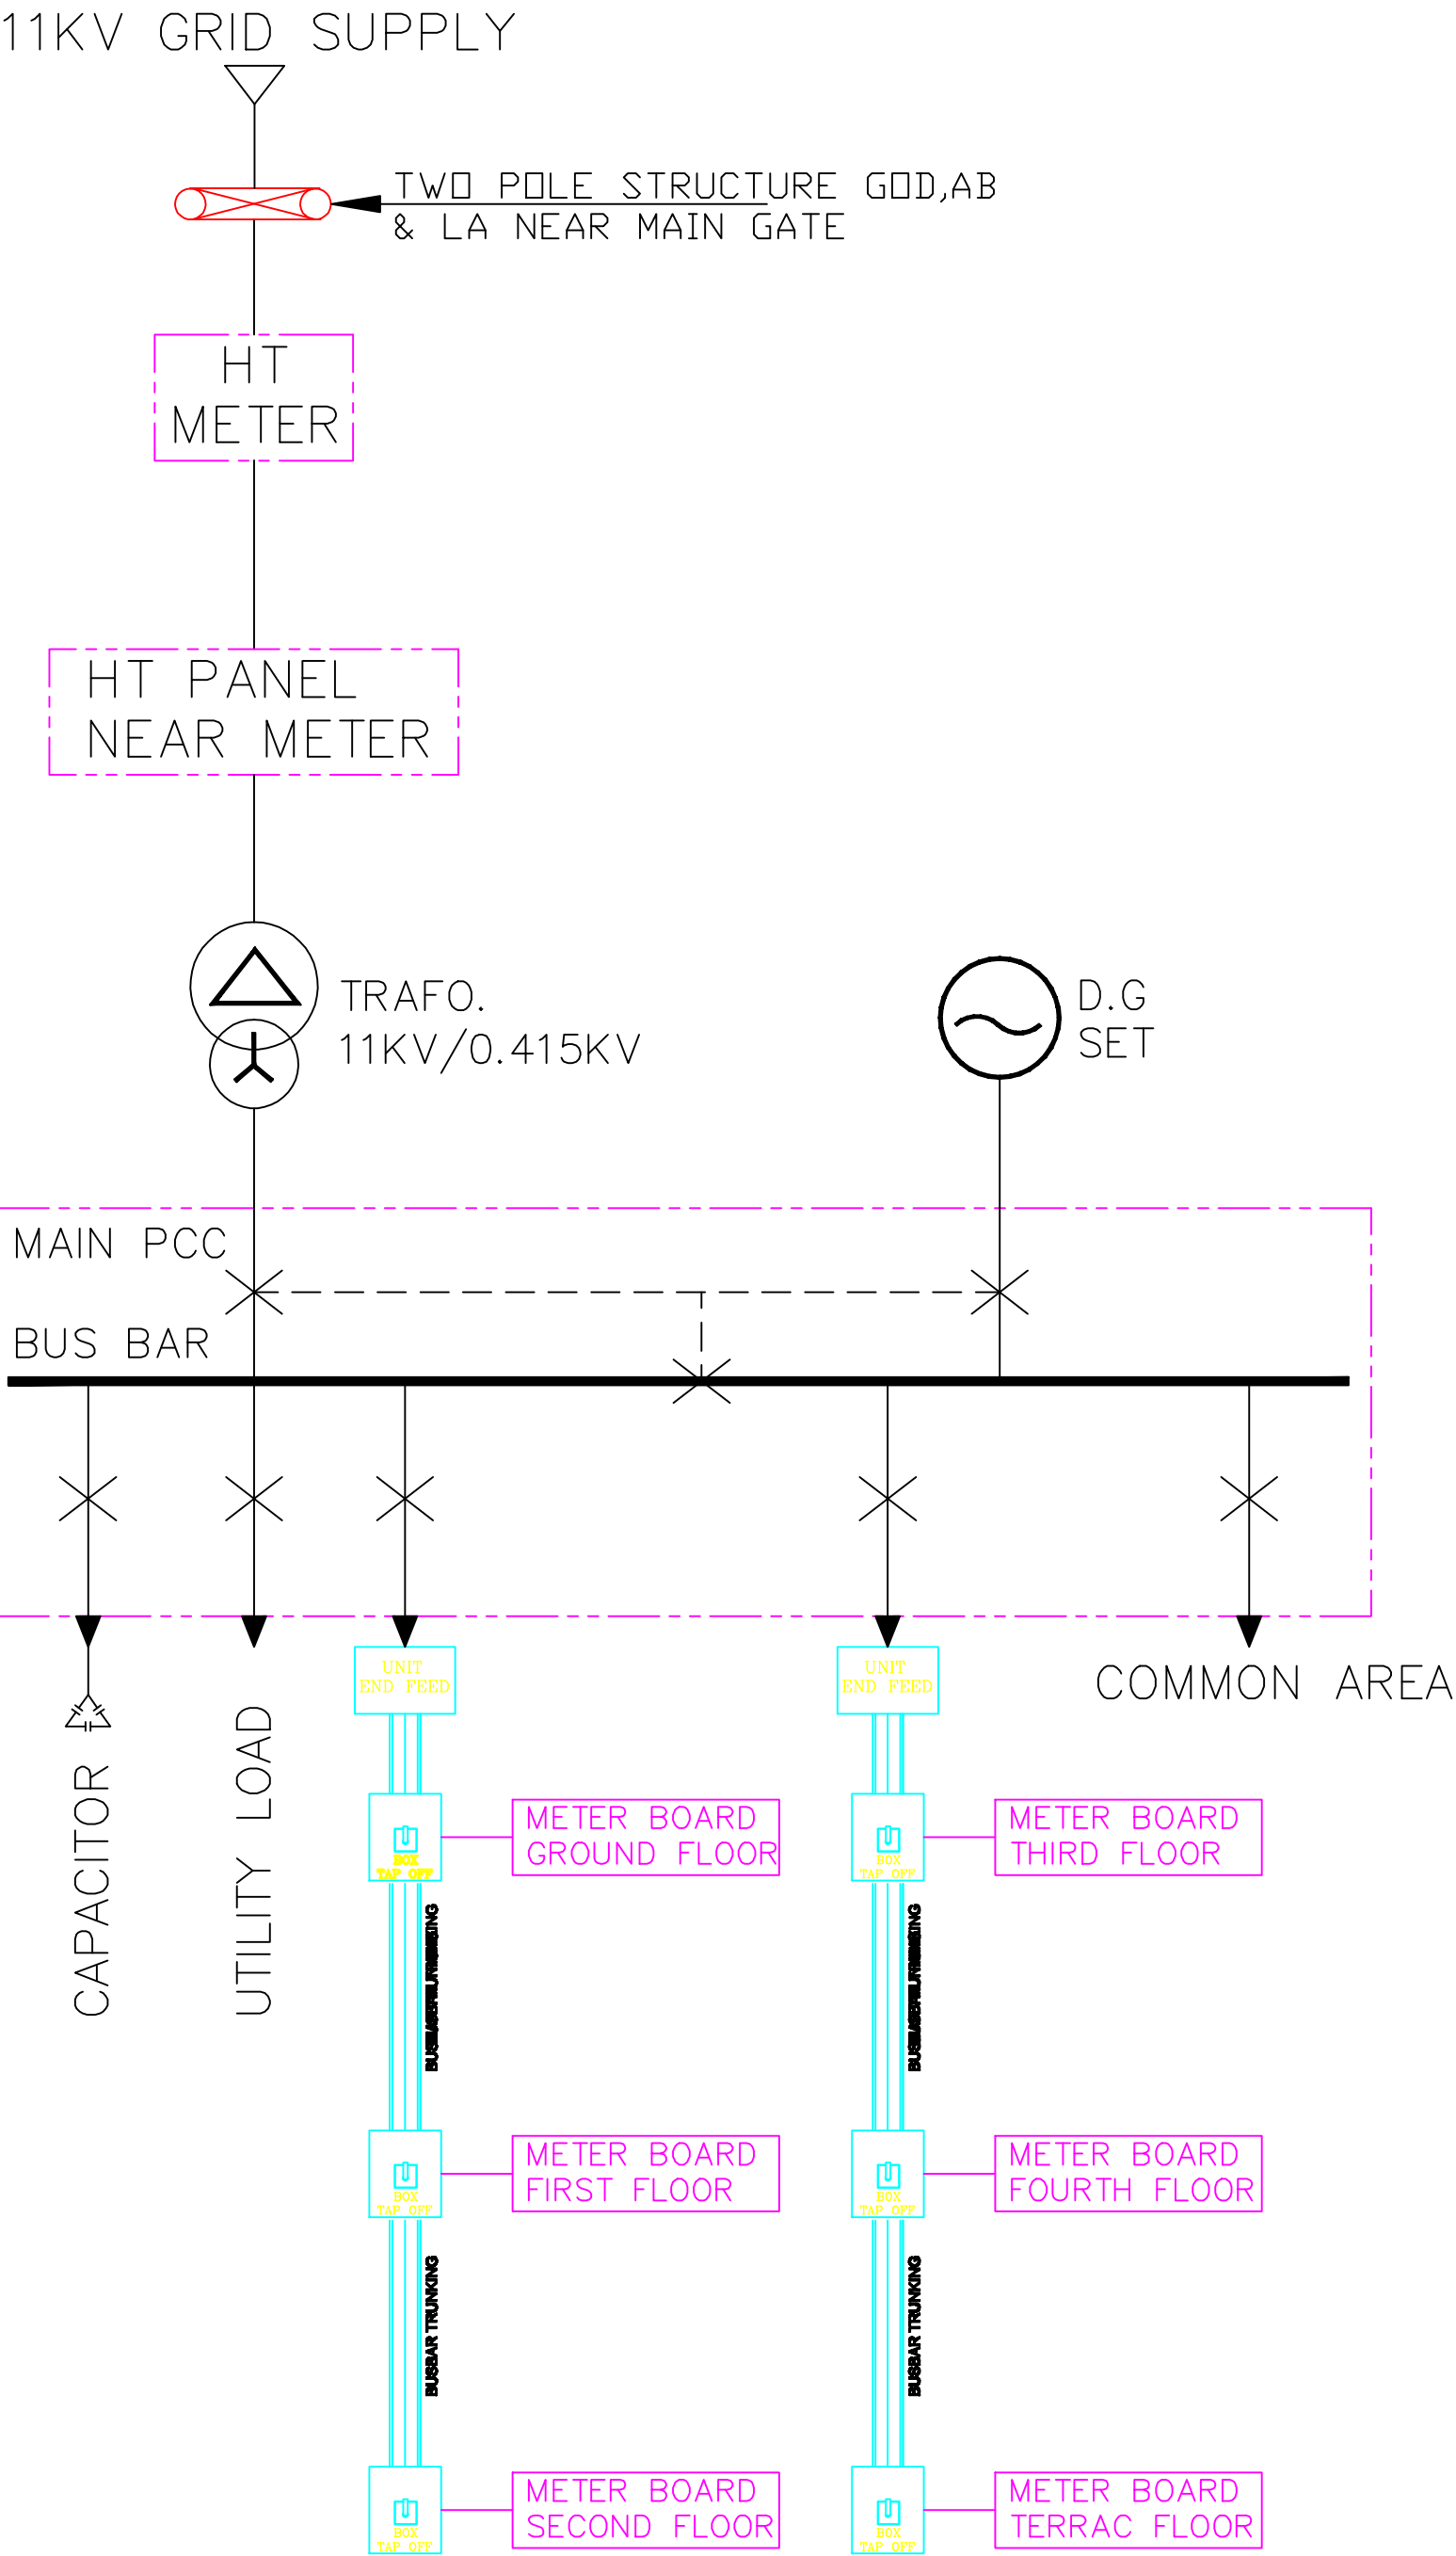 11KV GRID SUPPLY
TWO POLE STRUCTURE GOD,AB
& LA NEAR MAIN GATE
HT
METER
HT PANEL
NEAR METER
TRAFO.
11KV/0.415KV
D.G
SET
MAIN PCC
BUS BAR
UNIT
END FEED
UNIT
END FEED
COMMON AREA
CAPACITOR
UTILITY LOAD
METER BOARD
GROUND FLOOR
BOX
TAP OFF
METER BOARD
THIRD FLOOR
BOX
TAP OFF
METER BOARD
FIRST FLOOR
BOX
TAP OFF
METER BOARD
FOURTH FLOOR
BOX
TAP OFF
BUSBAR TRUNKING
BUSBAR TRUNKING
METER BOARD
SECOND FLOOR
BOX
TAP OFF
METER BOARD
TERRAC FLOOR
BOX
TAP OFF